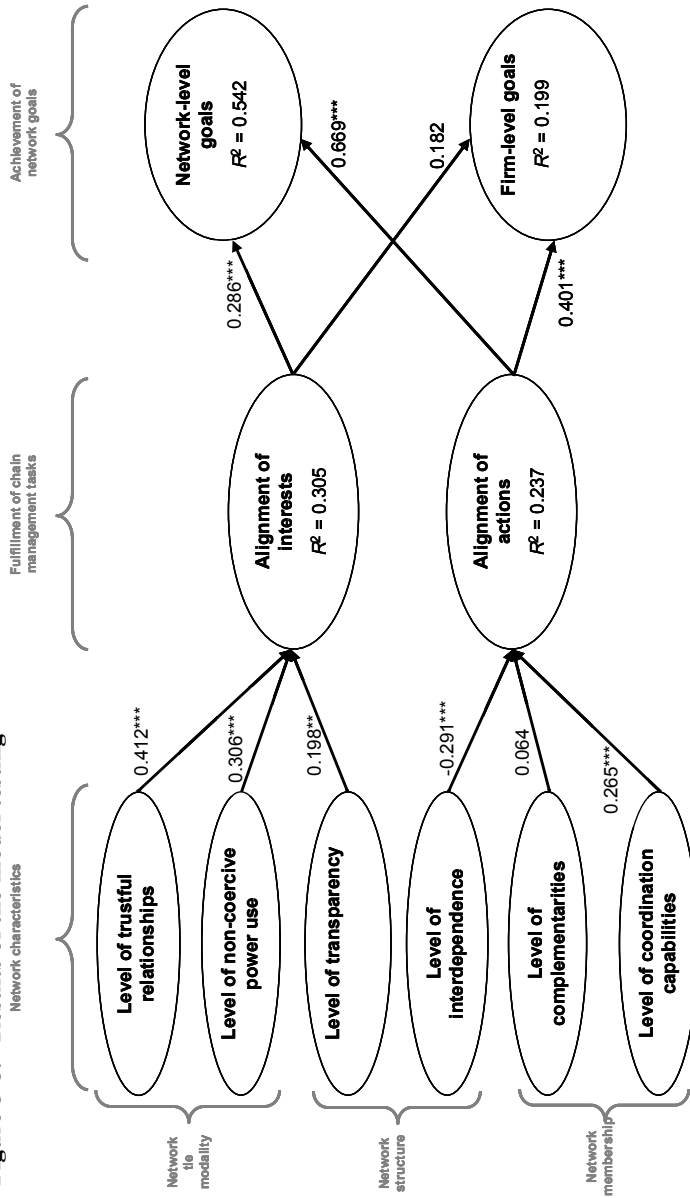 Network characteristics
Fulfillment of chain
management tasks
Achievement of
network goals
Network
tie
modality
Network
structure
Network
membership
Level of trustful
relationships
Level of non-coercive
power use
Level of transparency
Level of
interdependence
Level of
complementarities
Level of coordination
capabilities
0.412***
0.306***
0.198**
-0.291***
0.064
0.265***
Alignment of
interests
R² = 0.305
Alignment of
actions
R² = 0.237
0.286***
0.669***
0.182
0.401***
Network-level
goals
R² = 0.542
Firm-level goals
R² = 0.199